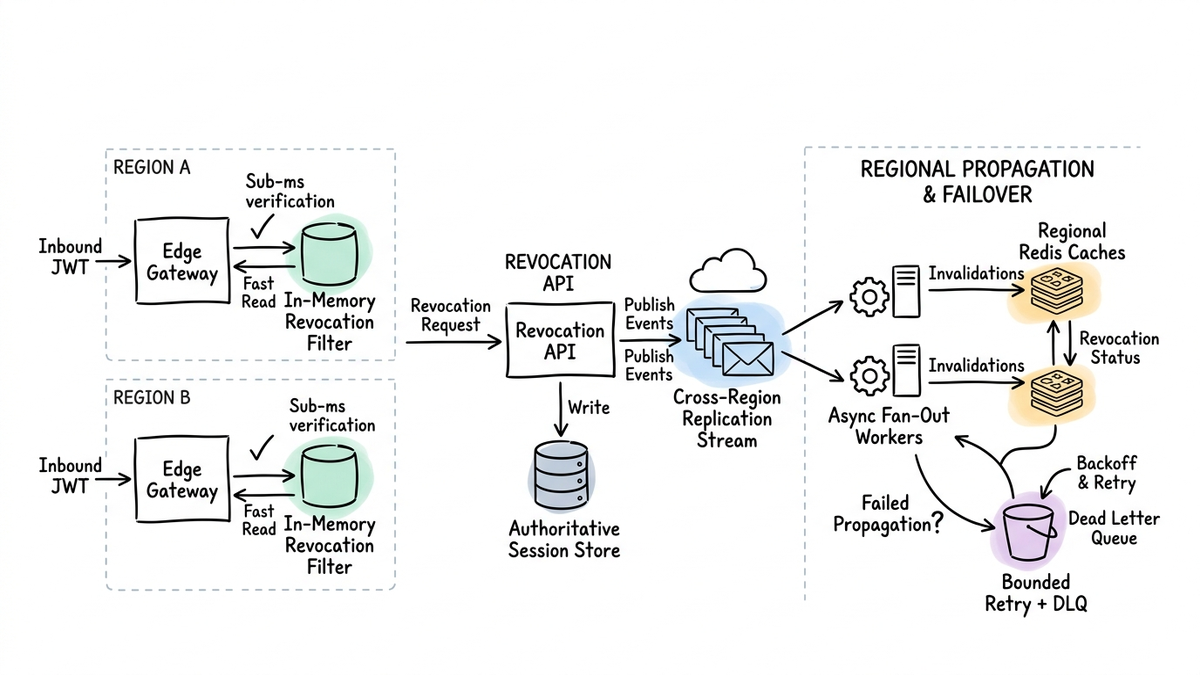 REGION A
Sub-ms
verification
Inbound
JWT
Edge
Gateway
Fast
Read
In-Memory
Revocation
Filter
REGION B
Sub-ms
verification
Inbound
JWT
Edge
Gateway
Fast
Read
In-Memory
Revocation
Filter
Revocation
Request
REVOCATION
API
Revocation
API
Write
Authoritative
Session Store
Publish
Events
Publish
Events
Cross-Region
Replication
Stream
REGIONAL PROPAGATION
& FAILOVER
Regional
Redis Caches
Invalidations
Revocation
Status
Invalidations
Async Fan-Out
Workers
Backoff
& Retry
Failed
Propagation?
Dead Letter
Queue
Bounded
Retry + DLQ